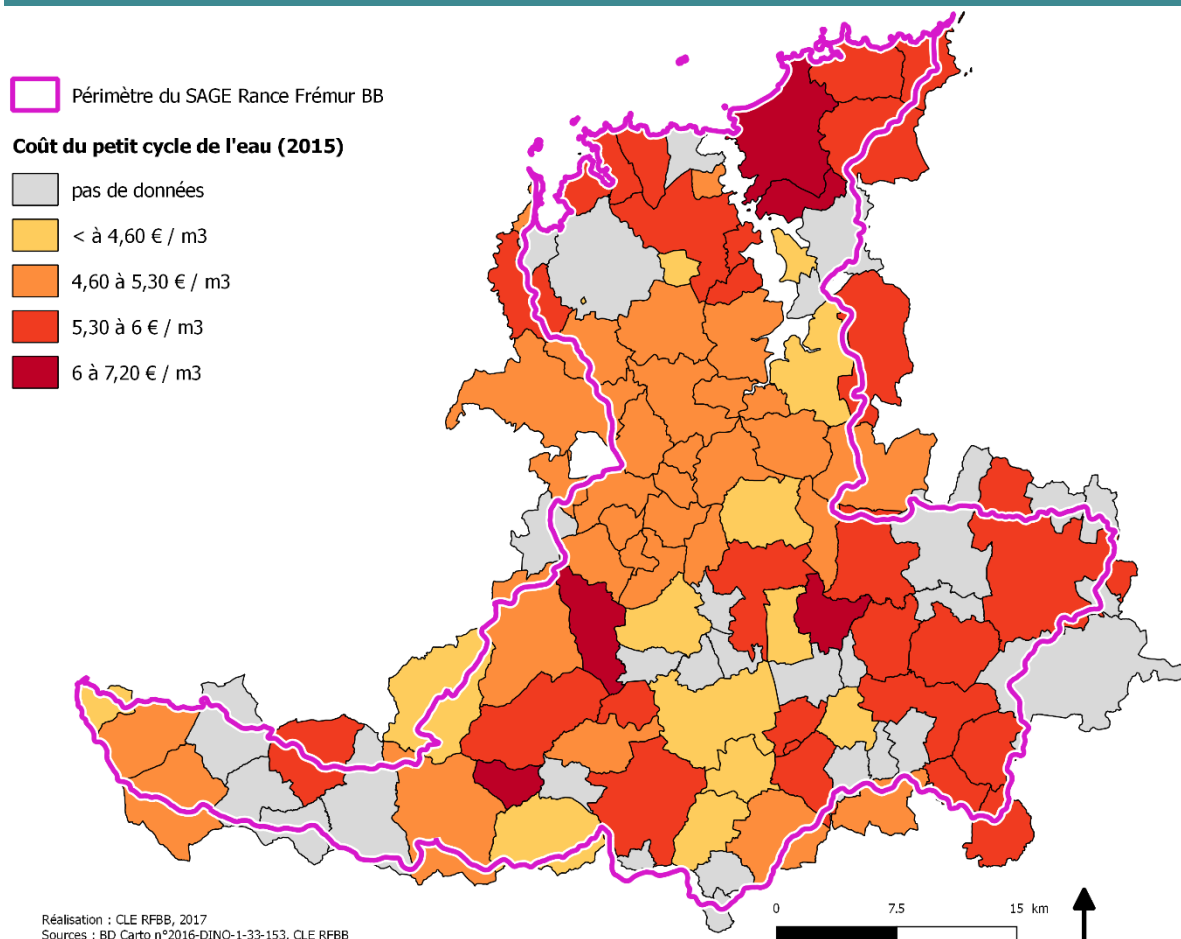 Périmètre du SAGE Rance Frémur BB
Coût du petit cycle de l'eau (2015)
pas de données
< à 4,60 € / m3
4,60 à 5,30 € / m3
5,30 à 6 € / m3
6 à 7,20 € / m3
Réalisation : CLE RFBB, 2017
Sources : BD Carto n°2016-DINO-1-33-153, CLE RFBB
0 7.5 15 km